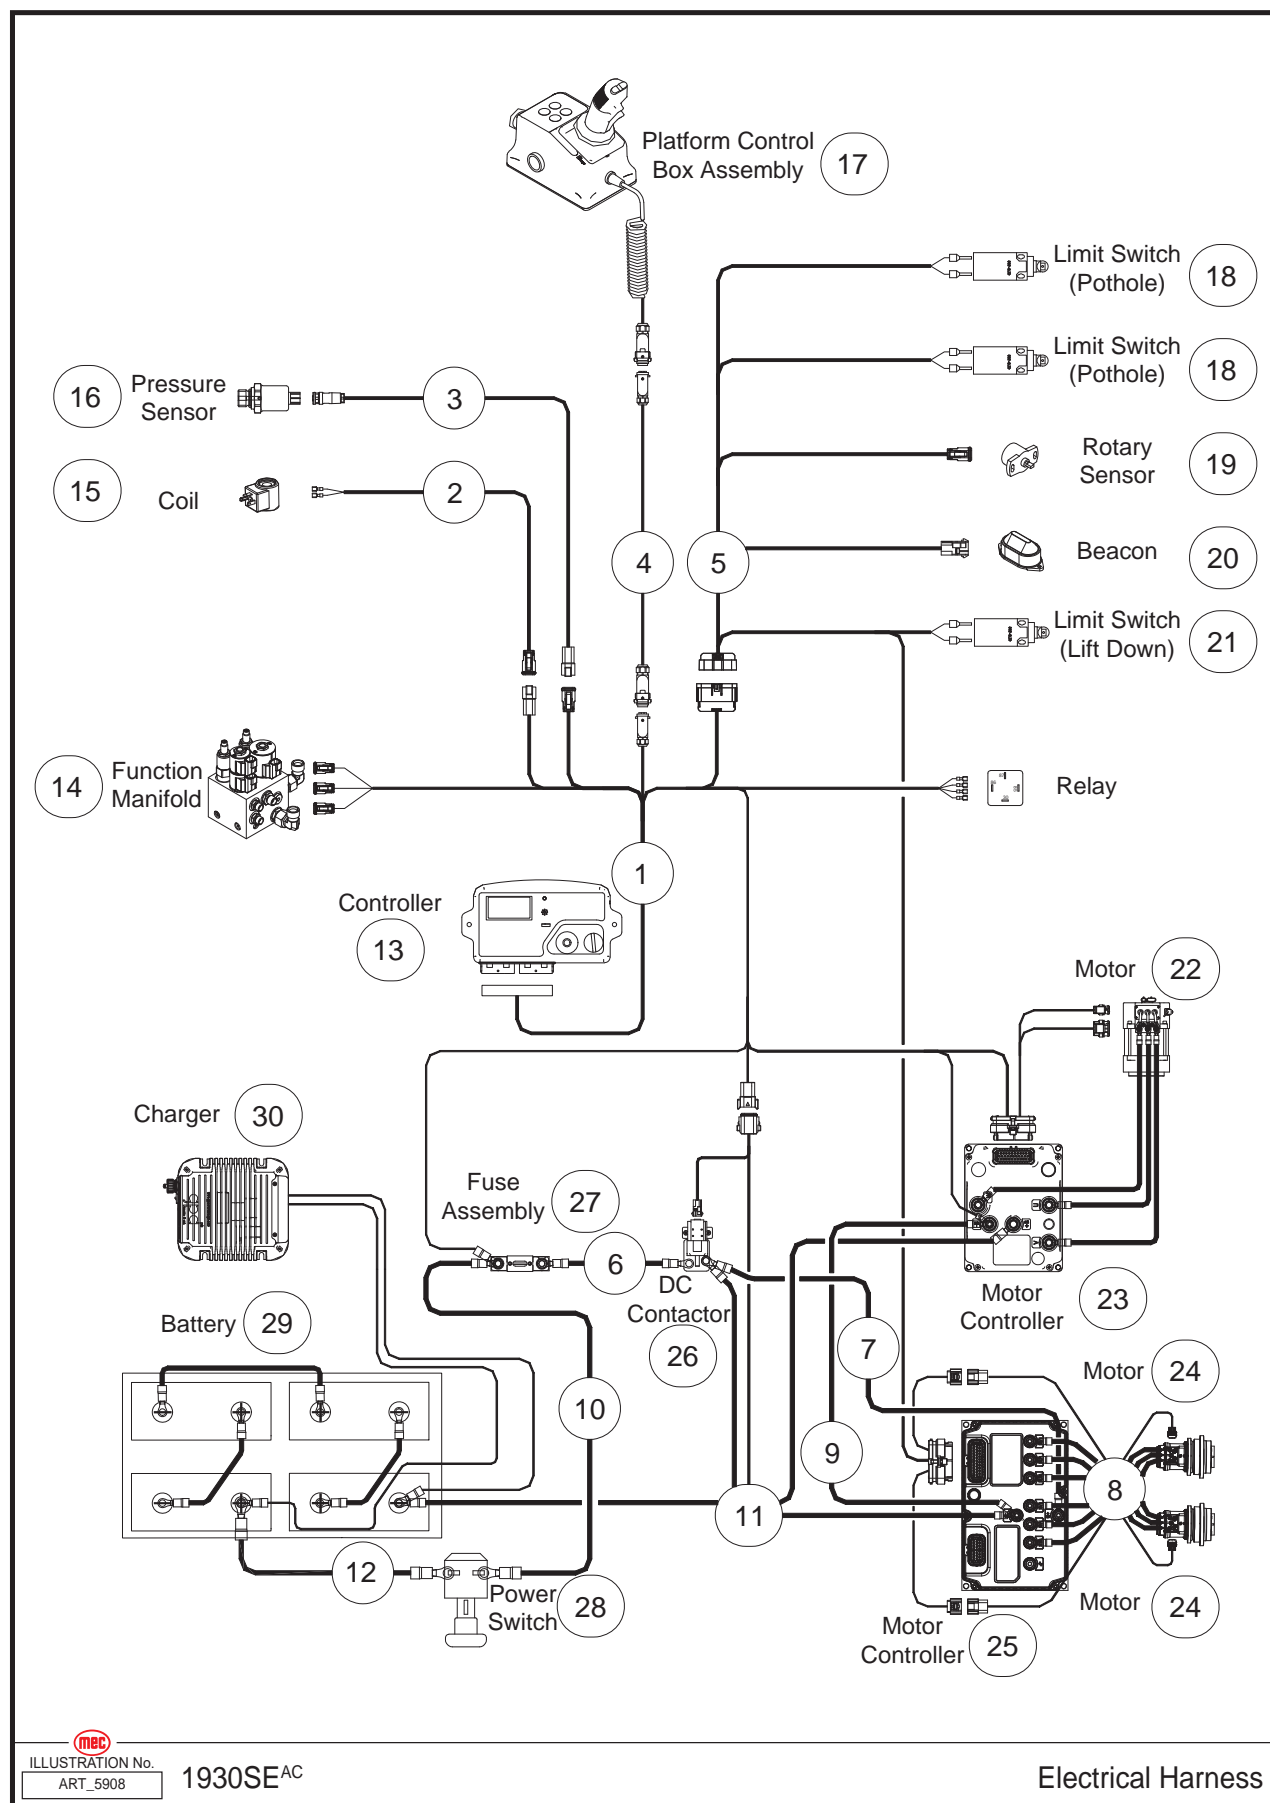 Platform Control
Box Assembly
17
Limit Switch
(Pothole)
18
Limit Switch
(Pothole)
18
16
Pressure
Sensor
3
Rotary
Sensor
19
15
Coil
2
4
5
Beacon
20
Limit Switch
(Lift Down)
21
14
Function
Manifold
Relay
1
Controller
13
Motor
22
Charger
30
Fuse
Assembly
27
6
DC
Contactor
26
Motor
Controller
23
Battery
29
7
Motor
24
10
9
8
11
12
Power
Switch
28
Motor
24
Motor
Controller
25
mec
ILLUSTRATION No.
ART_5908
1930SEAC
Electrical Harness